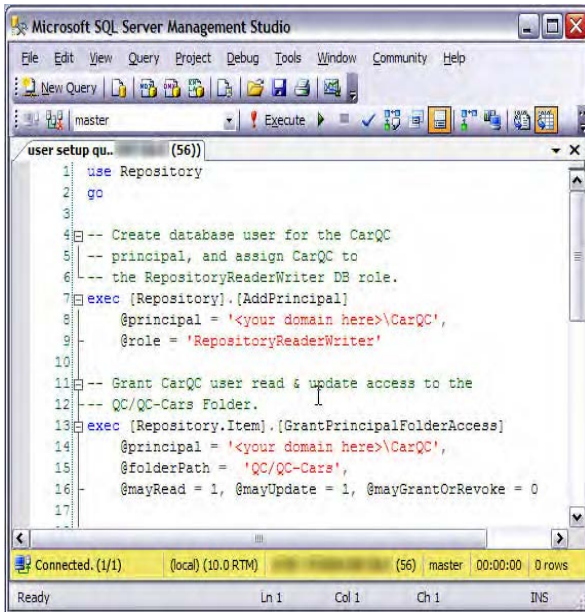 Microsoft SQL Server Management Studio
File Edit View Query Project Debug Tools Window Community Help
New Query
master Execute
user setup qu.. (56))
1 use Repository
2 go
3
4 -- Create database user for the CarQC
5 -- principal, and assign CarQC to
6 -- the RepositoryReaderWriter DB role.
7 exec [Repository].[AddPrincipal]
8 @principal = '<your domain here>\CarQC',
9 @role = 'RepositoryReaderWriter'
10
11 -- Grant CarQC user read & update access to the
12 -- QC/QC-Cars Folder.
13 exec [Repository.Item].[GrantPrincipalFolderAccess]
14 @principal = '<your domain here>\CarQC',
15 @folderPath = 'QC/QC-Cars',
16 @mayRead = 1, @mayUpdate = 1, @mayGrantOrRevoke = 0
17
Connected. (1/1) (local) (10.0 RTM) (56) master 00:00:00 0 rows
Ready Ln 1 Col 1 Ch 1 INS